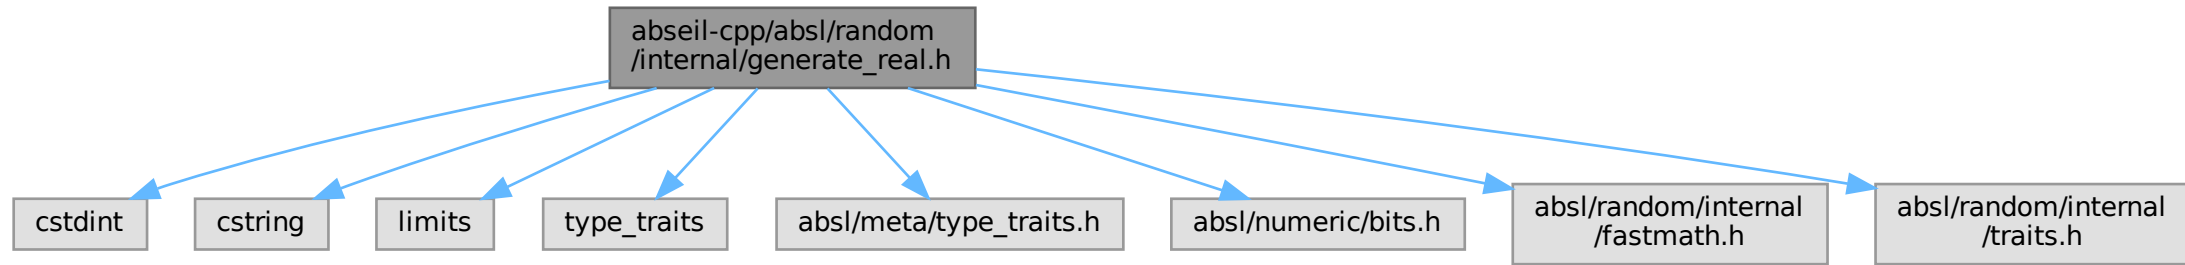 abseil-cpp/absl/random
/internal/generate_real.h
cstdint
cstring
limits
type_traits
absl/meta/type_traits.h
absl/numeric/bits.h
absl/random/internal
/fastmath.h
absl/random/internal
/traits.h